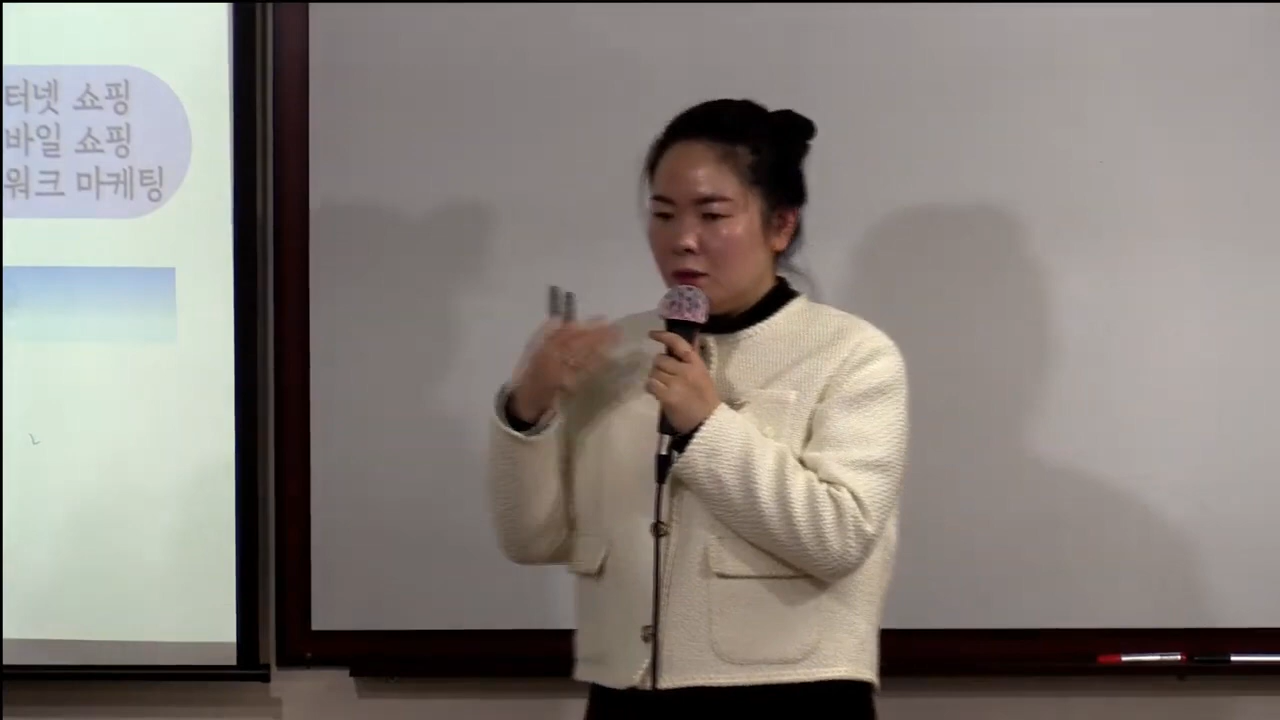 터넷 쇼핑
바일 쇼핑
워크 마케팅